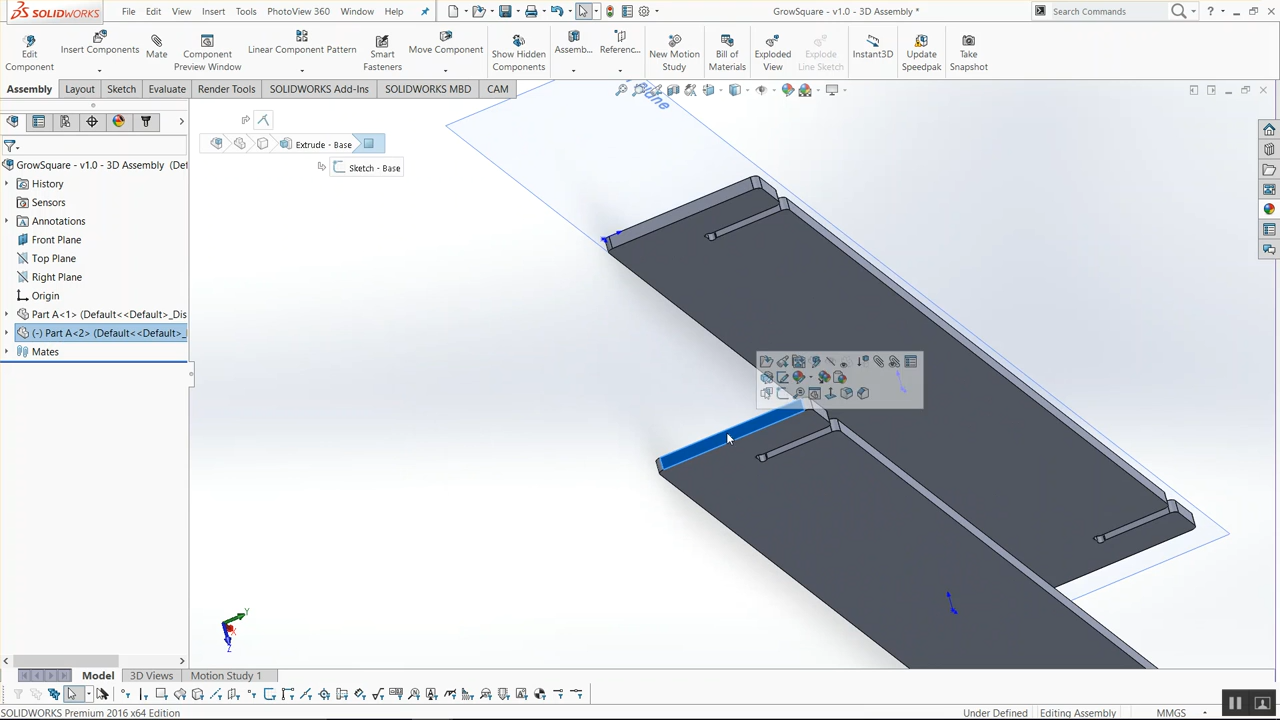 SOLIDWORKS
File Edit View Insert Tools PhotoView 360 Window Help
GrowSquare - v1.0 - 3D Assembly *
Search Commands
Edit Component
Insert Components
Mate
Component Preview Window
Linear Component Pattern
Smart Fasteners
Move Component
Show Hidden Components
Assemb...
Referenc...
New Motion Study
Bill of Materials
Exploded View
Explode Line Sketch
Instant3D
Update Speedpak
Take Snapshot
Assembly Layout Sketch Evaluate Render Tools SOLIDWORKS Add-Ins SOLIDWORKS MBD CAM
Extrude - Base
Sketch - Base
GrowSquare - v1.0 - 3D Assembly (Def
History
Sensors
Annotations
Front Plane
Top Plane
Right Plane
Origin
Part A<1> (Default<<Default>_Dis
(-) Part A<2> (Default<<Default>_
Mates
Y
X
Z
Model 3D Views Motion Study 1
SOLIDWORKS Premium 2016 x64 Edition
Under Defined Editing Assembly MMGS